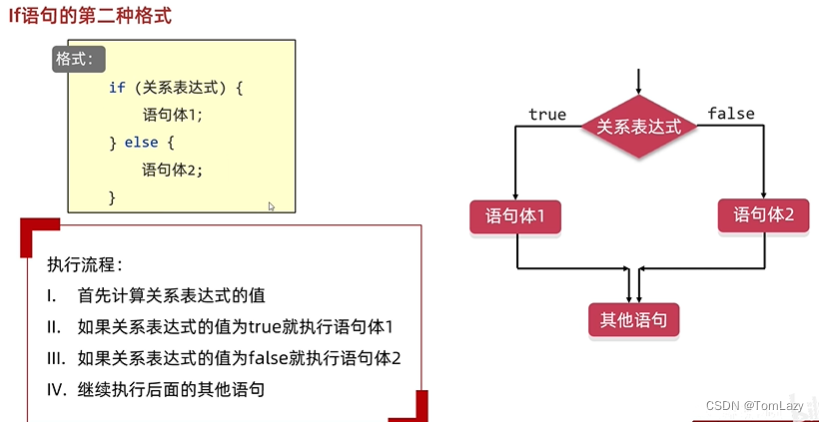 If语句的第二种格式
格式：
if (关系表达式) {
语句体1;
} else {
语句体2;
}
执行流程：
I. 首先计算关系表达式的值
II. 如果关系表达式的值为true就执行语句体1
III. 如果关系表达式的值为false就执行语句体2
IV. 继续执行后面的其他语句
true
关系表达式
false
语句体1
语句体2
其他语句
CSDN @TomLazy